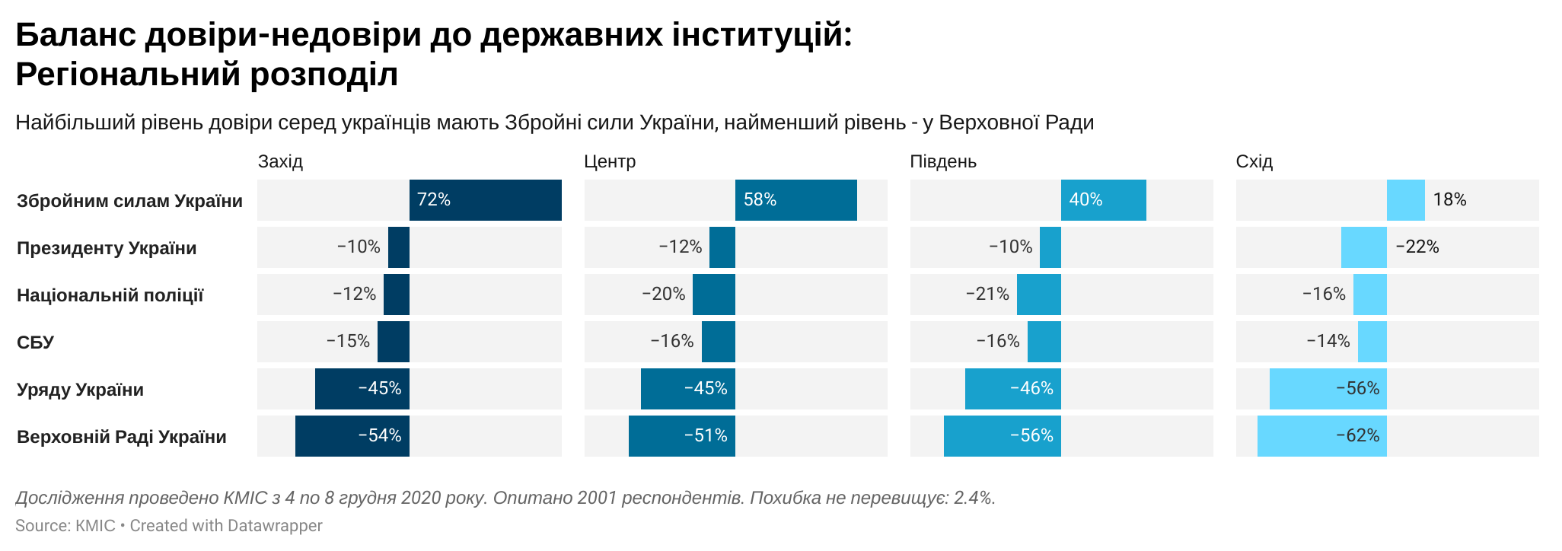 Баланс довіри-недовіри до державних інституцій:
Регіональний розподіл
Найбільший рівень довіри серед українців мають Збройні сили України, найменший рівень - у Верховної Ради
Захід Центр Південь Схід
Збройним силам України 72% 58% 40% 18%
Президенту України −10% −12% −10% −22%
Національній поліції −12% −20% −21% −16%
СБУ −15% −16% −16% −14%
Уряду України −45% −45% −46% −56%
Верховній Раді України −54% −51% −56% −62%
Дослідження проведено КМІС з 4 по 8 грудня 2020 року. Опитано 2001 респондентів. Похибка не перевищує: 2.4%.
Source: КМІС • Created with Datawrapper